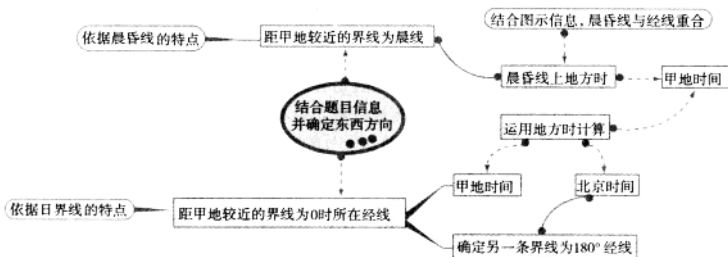 结合图示信息,晨昏线与经线重合
依据晨昏线的特点
距甲地较近的界线为晨线
晨昏线上地方时
甲地时间
结合题目信息
并确定东西方向
运用地方时计算
甲地时间
北京时间
依据日界线的特点
距甲地较近的界线为0时所在经线
确定另一条界线为180°经线